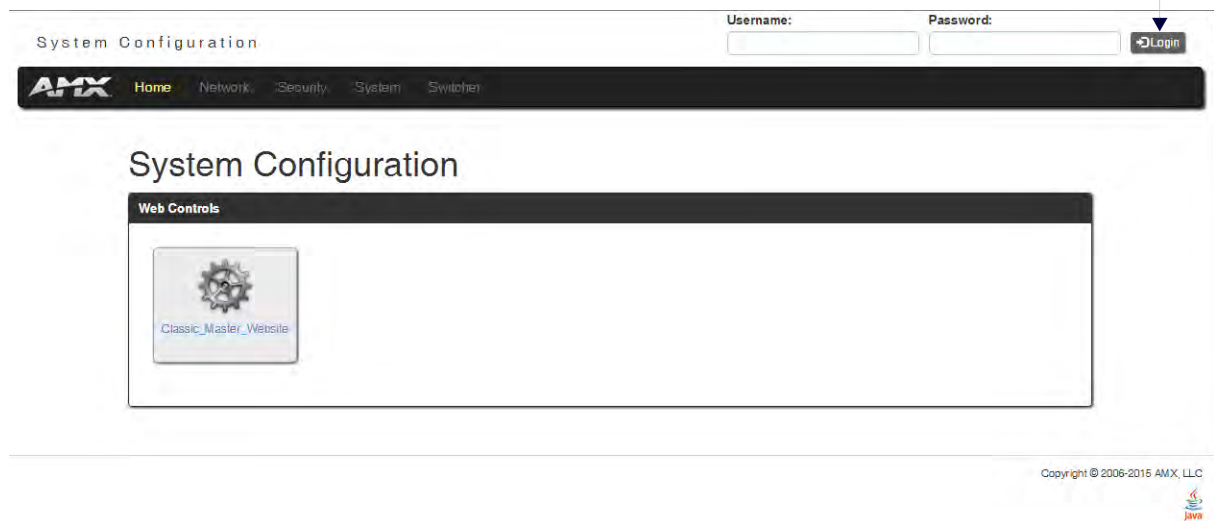 Username: Password:
System Configuration
Login
AMX Home Network Security System Switcher
System Configuration
Web Controls
Classic_Master_Website
Copyright © 2006-2015 AMX, LLC
java